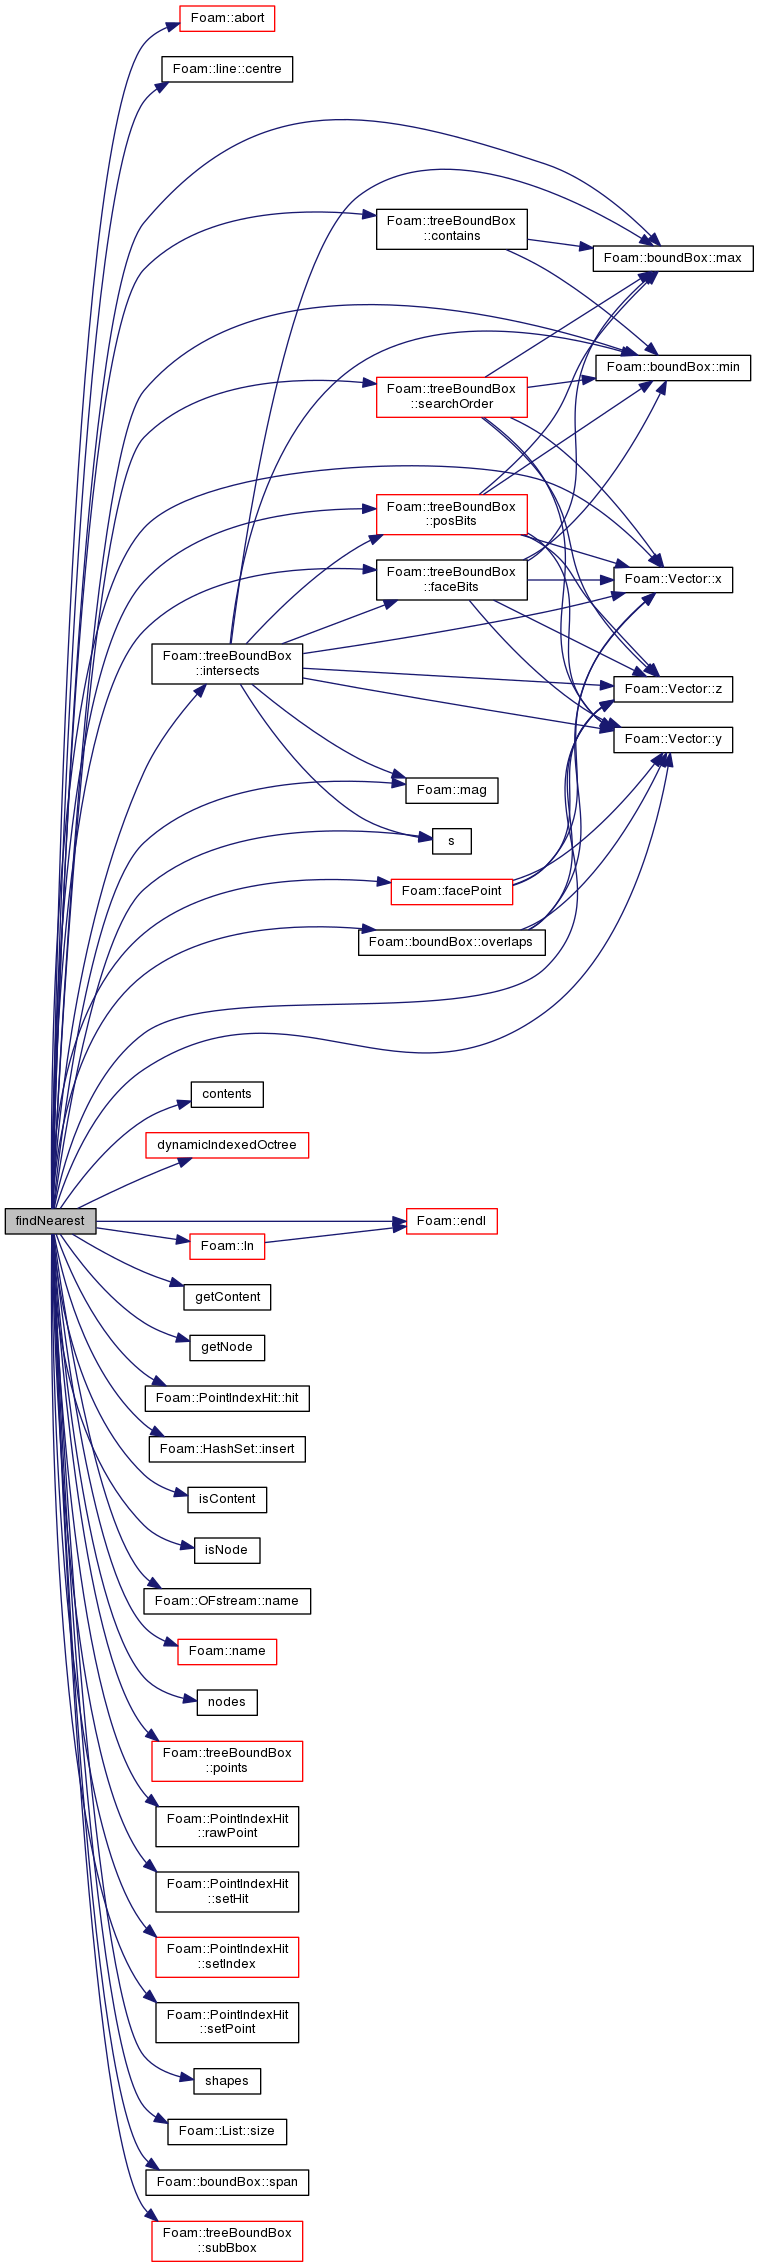 Foam::abort
Foam::line::centre
Foam::treeBoundBox
::contains
Foam::boundBox::max
Foam::boundBox::min
Foam::treeBoundBox
::searchOrder
Foam::treeBoundBox
::posBits
Foam::treeBoundBox
::faceBits
Foam::Vector::x
Foam::treeBoundBox
::intersects
Foam::Vector::z
Foam::Vector::y
Foam::mag
s
Foam::facePoint
Foam::boundBox::overlaps
contents
dynamicIndexedOctree
findNearest
Foam::endl
Foam::ln
getContent
getNode
Foam::PointIndexHit::hit
Foam::HashSet::insert
isContent
isNode
Foam::OFstream::name
Foam::name
nodes
Foam::treeBoundBox
::points
Foam::PointIndexHit
::rawPoint
Foam::PointIndexHit
::setHit
Foam::PointIndexHit
::setIndex
Foam::PointIndexHit
::setPoint
shapes
Foam::List::size
Foam::boundBox::span
Foam::treeBoundBox
::subBbox